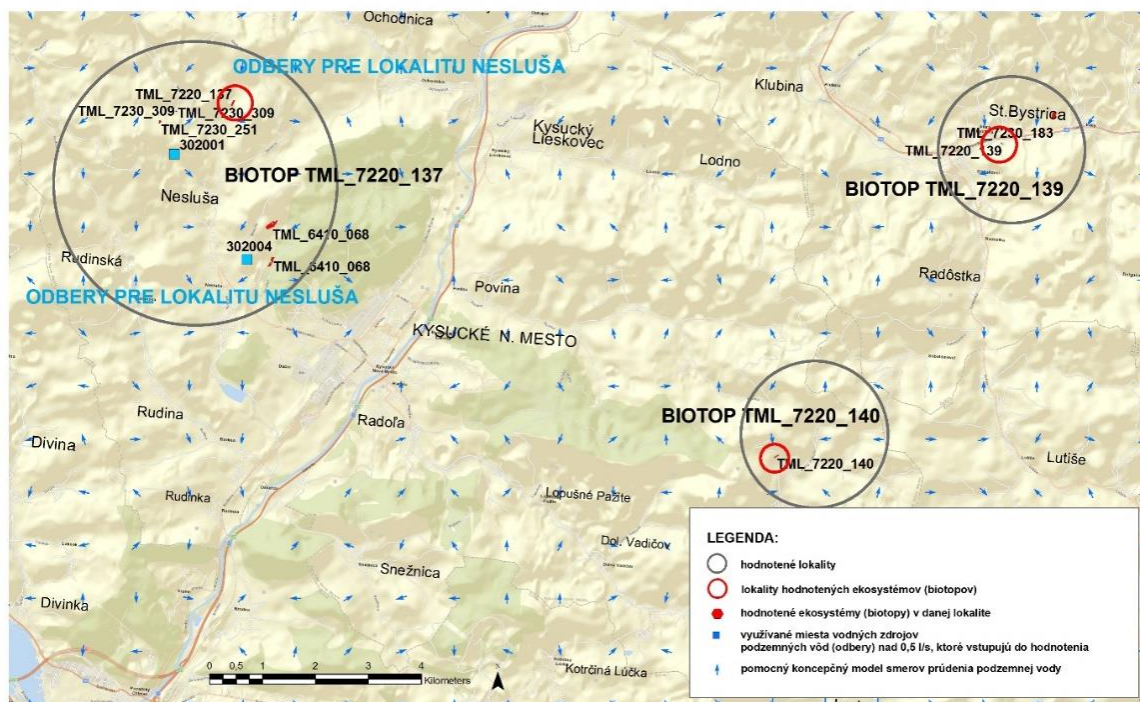 Ochodnica
ODBERY PRE LOKALITU NESLUŠA
Klubina
TML_7220_137
TML_7230_309
TML_7230_309
St.Bystrica
TML_7230_251
TML_7230_183
302001
Kysucký
Lieskovec
Lodno
TML_7220_139
BIOTOP TML_7220_137
BIOTOP TML_7220_139
Nesluša
TML_6410_068
302004
Rudinská
TML_6410_068
Radôstka
ODBERY PRE LOKALITU NESLUŠA
Povina
KYSUCKÉ N. MESTO
Rudina
BIOTOP TML_7220_140
Radoľa
Divina
TML_7220_140
Lutiše
Rudinka
Lopušné Pažite
Dol. Vadičov
Snežnica
Divinka
Kotrčiná Lúčka
0 0,5 1 2 3 4
Kilometers
LEGENDA:
hodnotené lokality
lokality hodnotených ekosystémov (biotopov)
hodnotené ekosystémy (biotopy) v danej lokalite
využívané miesta vodných zdrojov
podzemných vôd (odbery) nad 0,5 l/s, ktoré vstupujú do hodnotenia
pomocný koncepčný model smerov prúdenia podzemnej vody